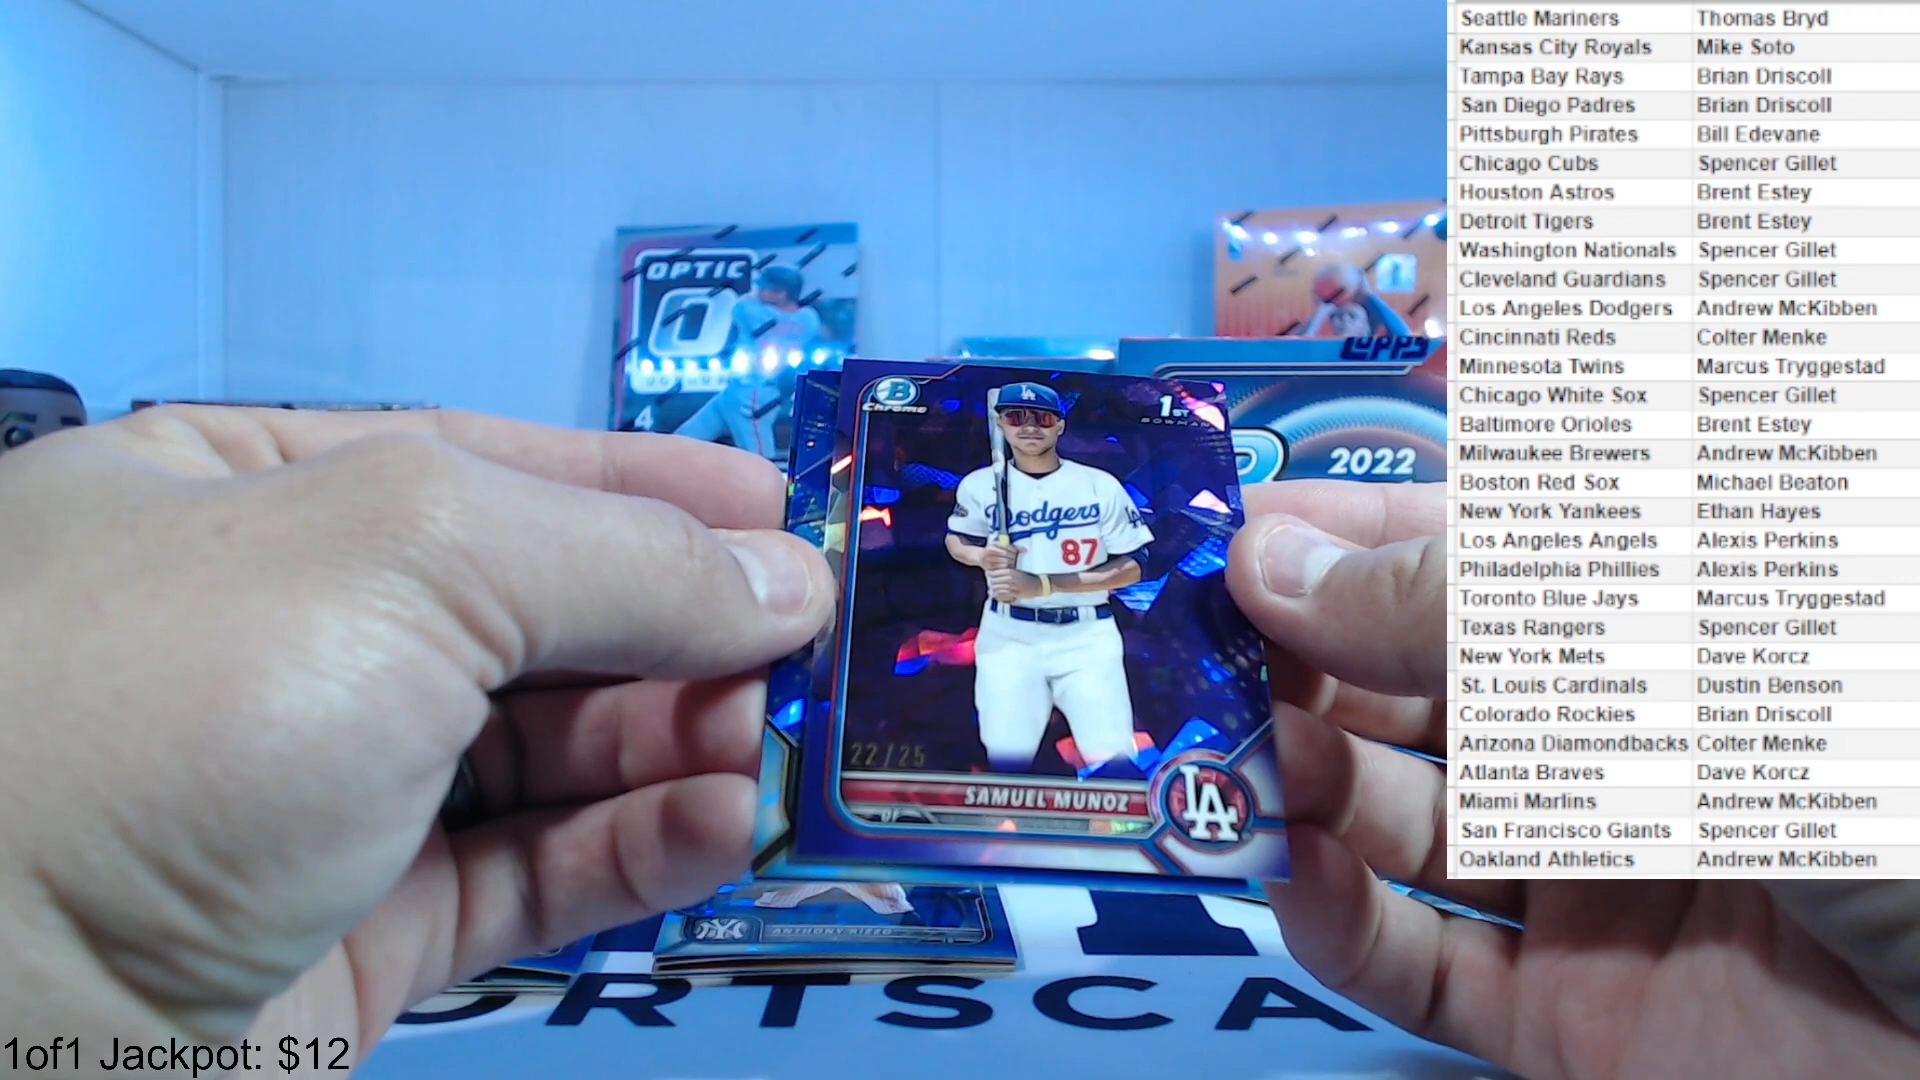 Seattle Mariners Thomas Bryd
Kansas City Royals Mike Soto
Tampa Bay Rays Brian Driscoll
San Diego Padres Brian Driscoll
Pittsburgh Pirates Bill Edevane
Chicago Cubs Spencer Gillet
Houston Astros Brent Estey
Detroit Tigers Brent Estey
Washington Nationals Spencer Gillet
Cleveland Guardians Spencer Gillet
Los Angeles Dodgers Andrew McKibben
Cincinnati Reds Colter Menke
Minnesota Twins Marcus Tryggestad
Chicago White Sox Spencer Gillet
Baltimore Orioles Brent Estey
Milwaukee Brewers Andrew McKibben
Boston Red Sox Michael Beaton
New York Yankees Ethan Hayes
Los Angeles Angels Alexis Perkins
Philadelphia Phillies Alexis Perkins
Toronto Blue Jays Marcus Tryggestad
Texas Rangers Spencer Gillet
New York Mets Dave Korcz
St. Louis Cardinals Dustin Benson
Colorado Rockies Brian Driscoll
Arizona Diamondbacks Colter Menke
Atlanta Braves Dave Korcz
Miami Marlins Andrew McKibben
San Francisco Giants Spencer Gillet
Oakland Athletics Andrew McKibben
OPTIC
4
Topps
2022
B
Chrome
1ST
BOWMAN
LA
Dodgers
87
22/25
SAMUEL MUNOZ
OF
LA
NY
ANTHONY RIZZO
ORTSCA
1of1 Jackpot: $12